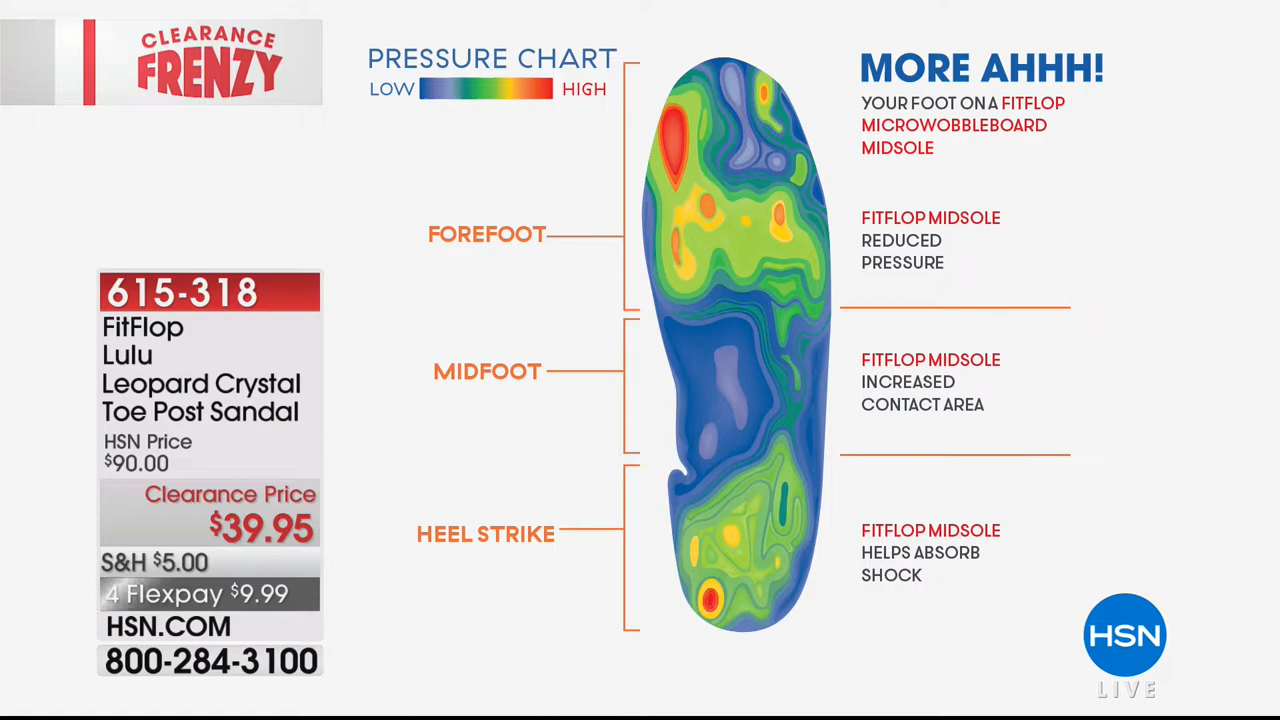 CLEARANCE
FRENZY
615-318
FitFlop
Lulu
Leopard Crystal
Toe Post Sandal
HSN Price
$90.00
Clearance Price
$39.95
S&H $5.00
4 Flexpay $9.99
HSN.COM
800-284-3100
PRESSURE CHART
LOW HIGH
FOREFOOT
MIDFOOT
HEEL STRIKE
MORE AHHH!
YOUR FOOT ON A FITFLOP
MICROWOBBLEBOARD
MIDSOLE
FITFLOP MIDSOLE
REDUCED
PRESSURE
FITFLOP MIDSOLE
INCREASED
CONTACT AREA
FITFLOP MIDSOLE
HELPS ABSORB
SHOCK
HSN
LIVE